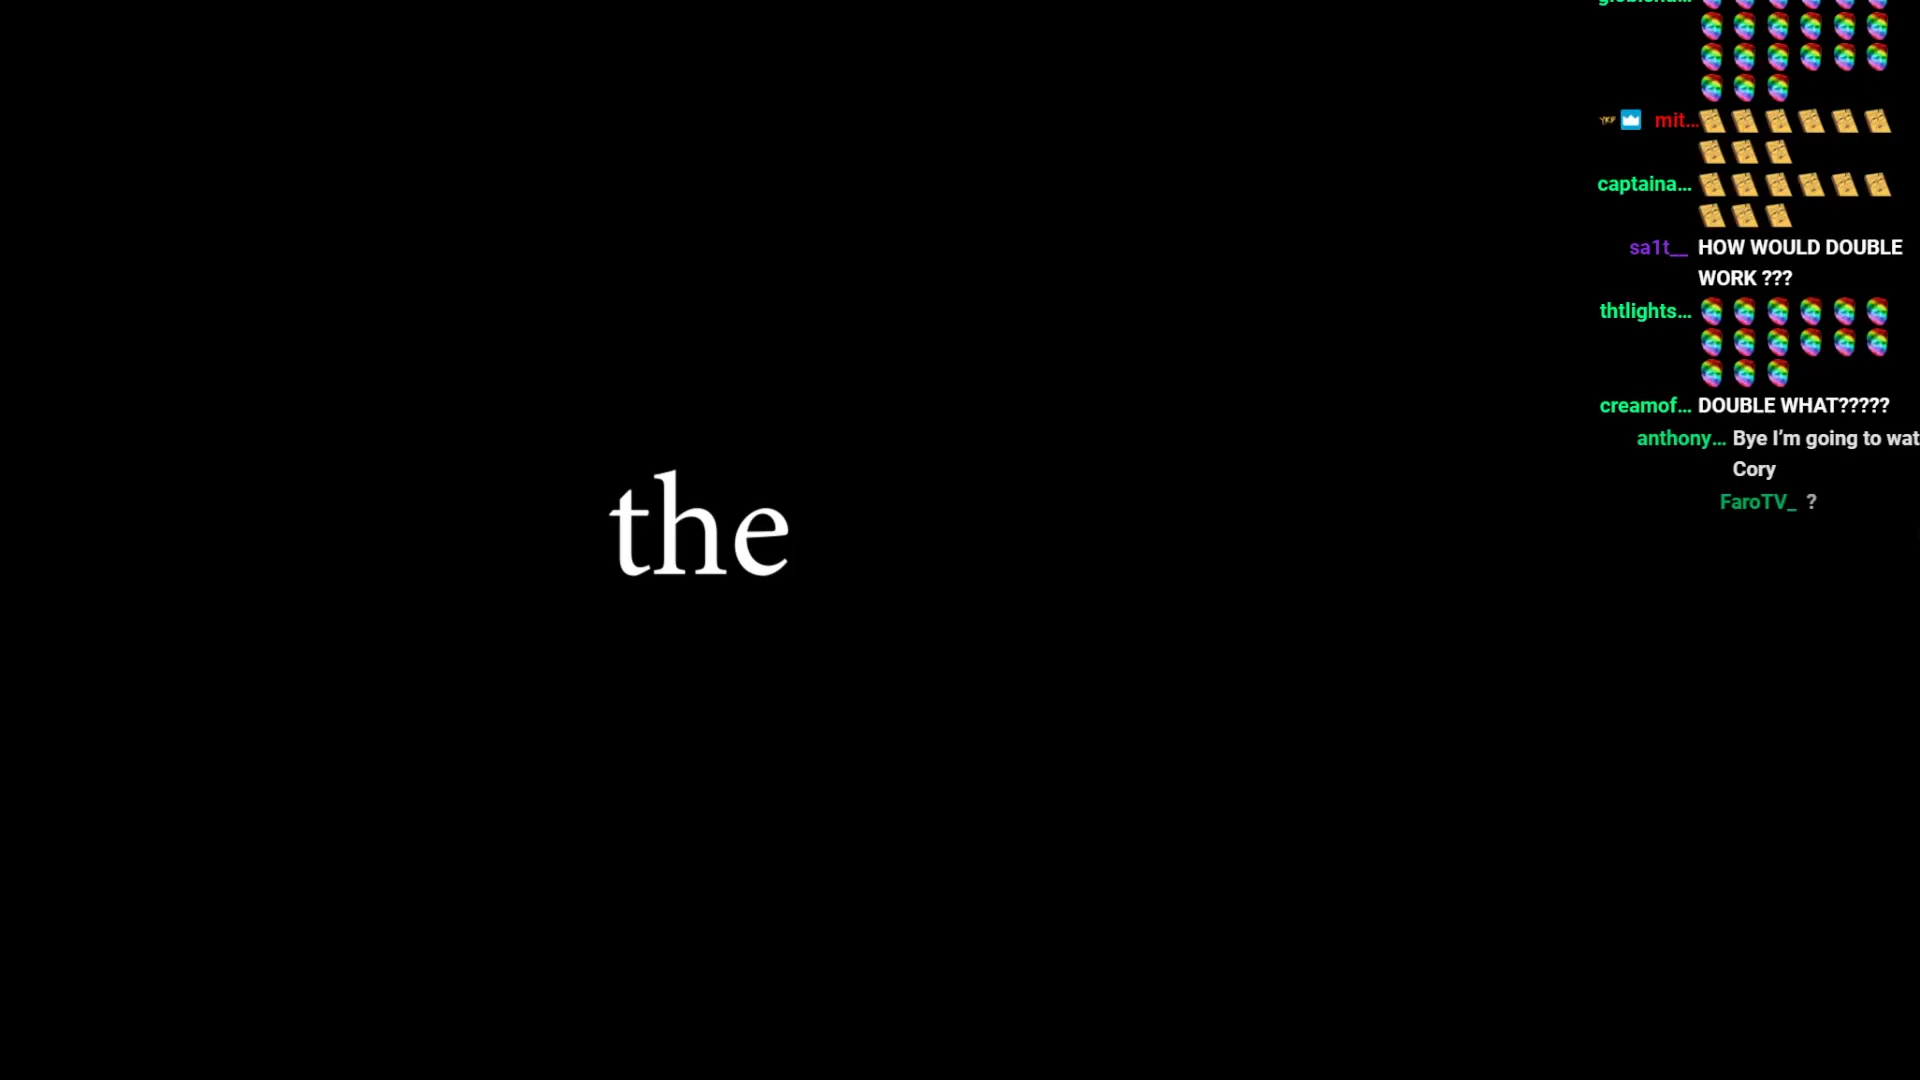 the
mit...
captaina...
sa1t__ HOW WOULD DOUBLE
WORK ???
thtlights...
creamof... DOUBLE WHAT?????
anthony... Bye I’m going to wat
Cory
FaroTV_ ?